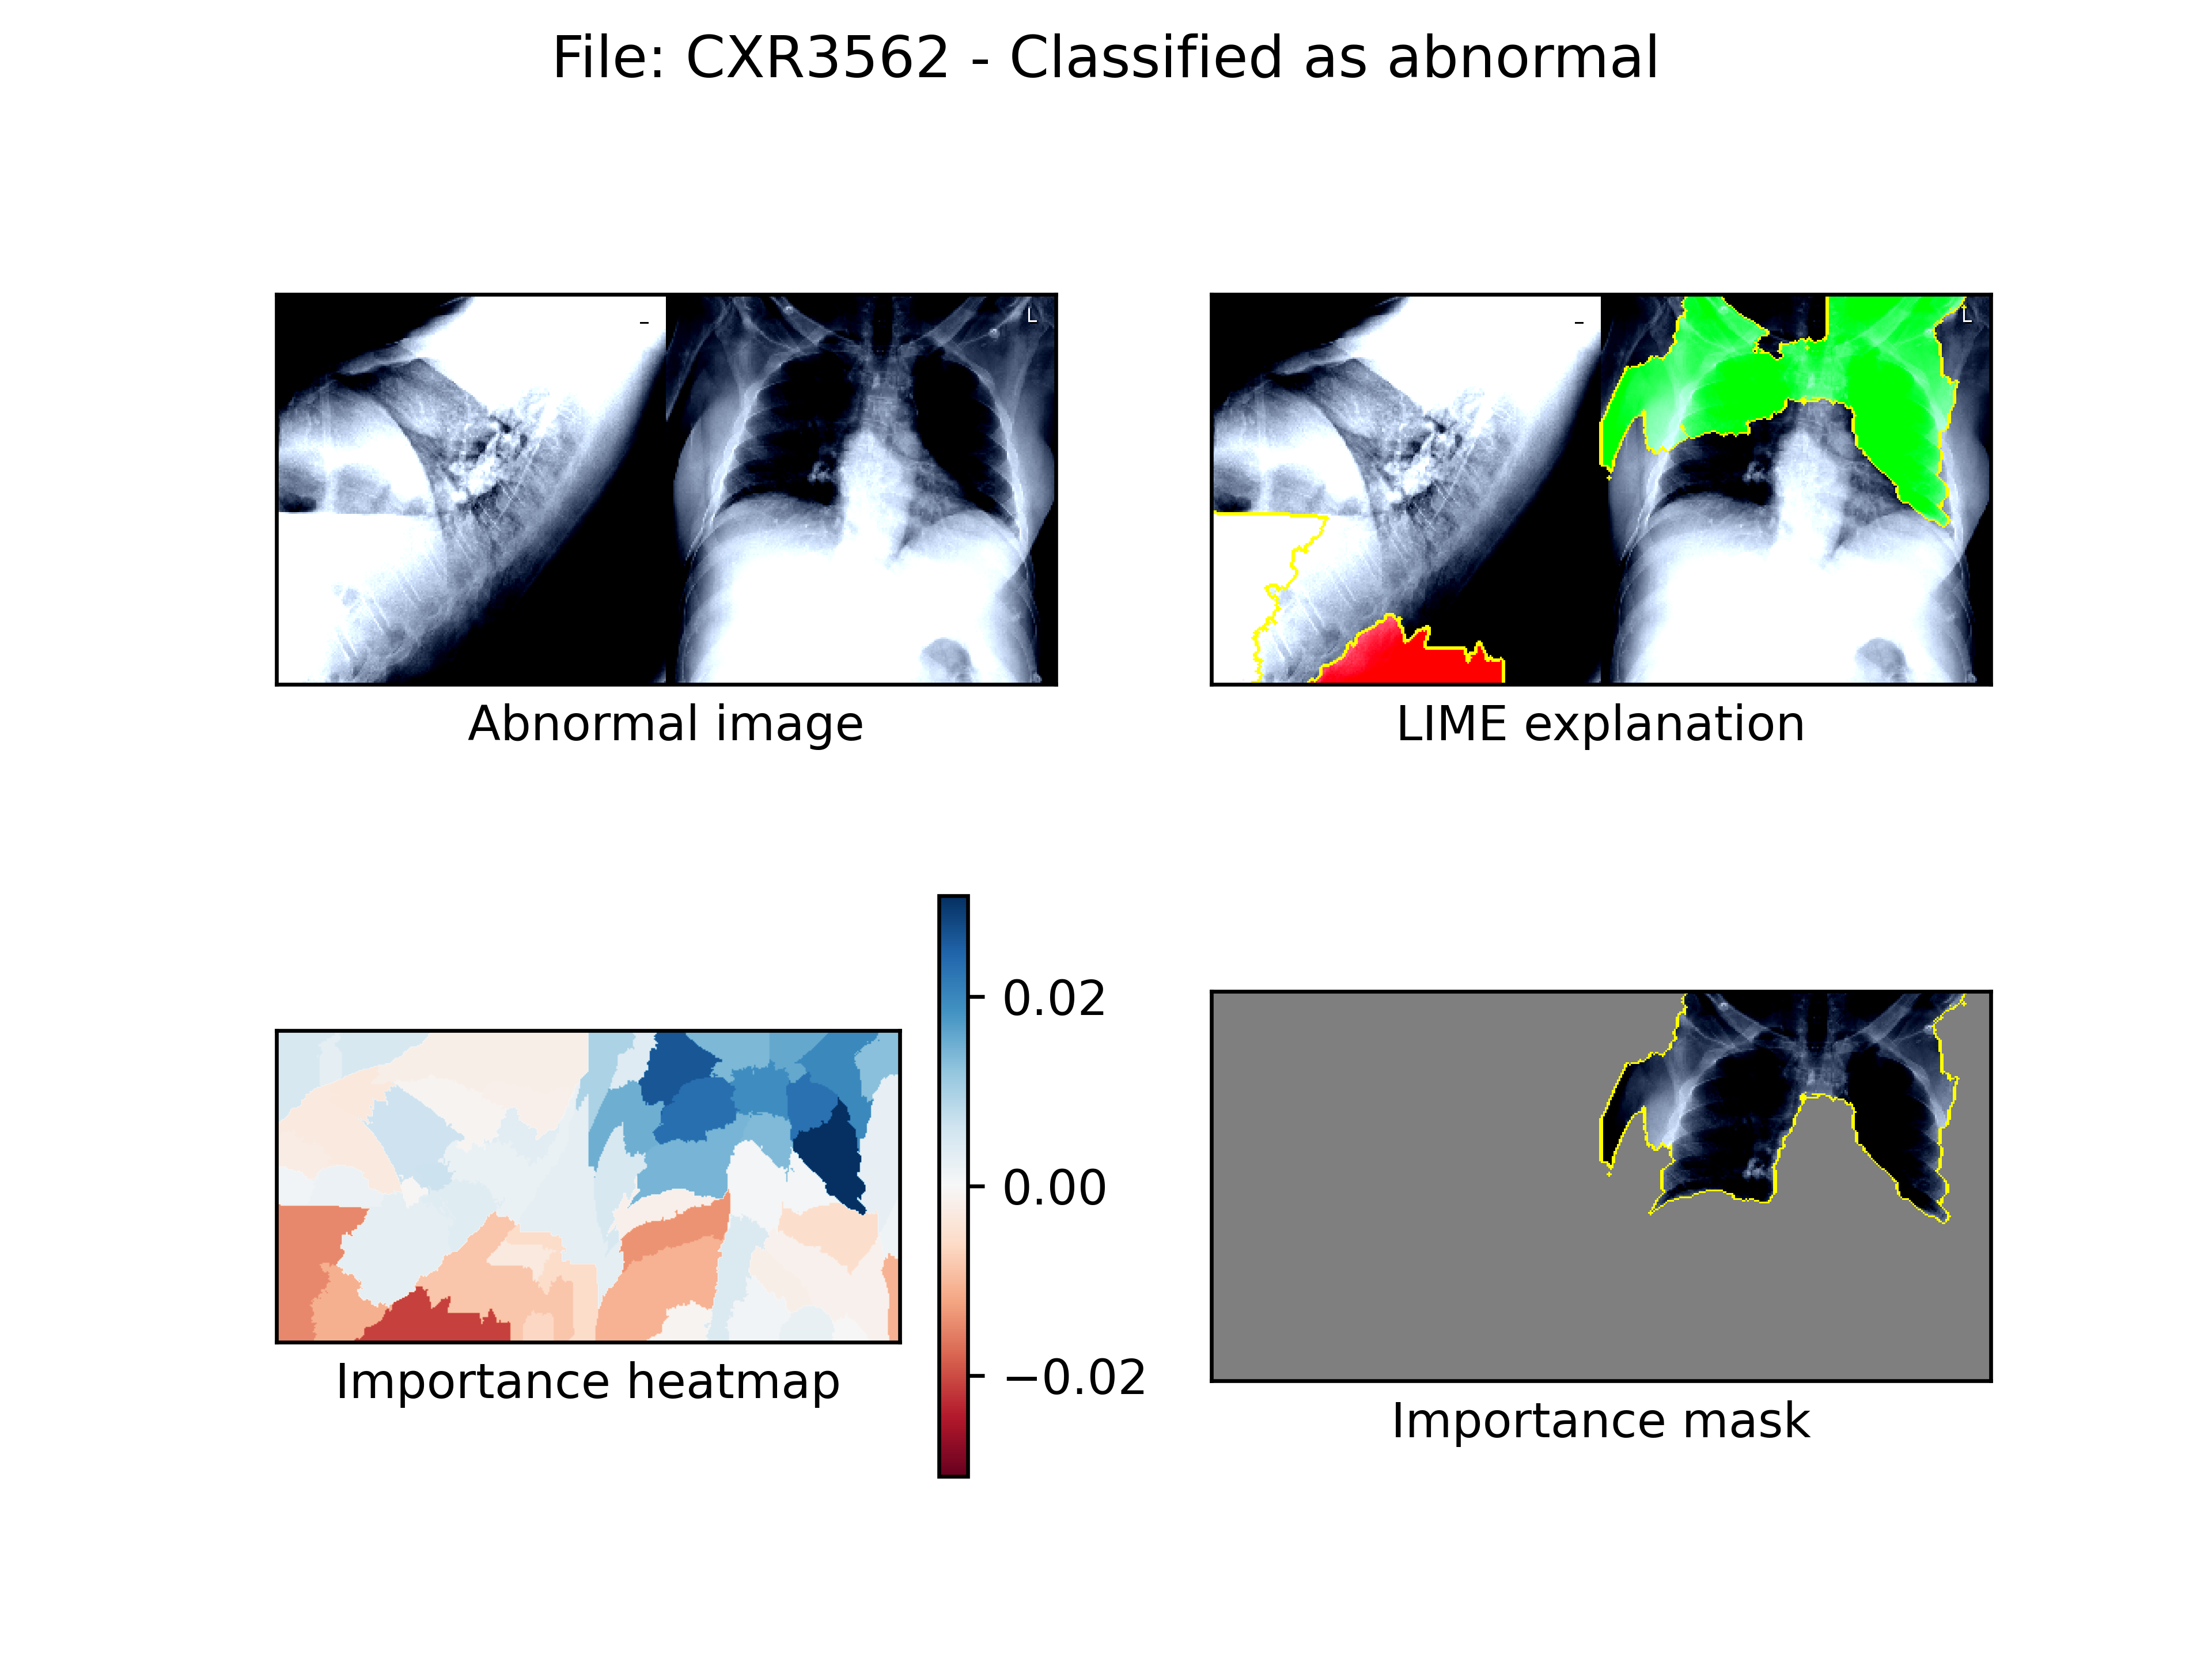 File: CXR3562 - Classified as abnormal
L
L
Abnormal image
LIME explanation
0.02
0.00
−0.02
Importance heatmap
Importance mask